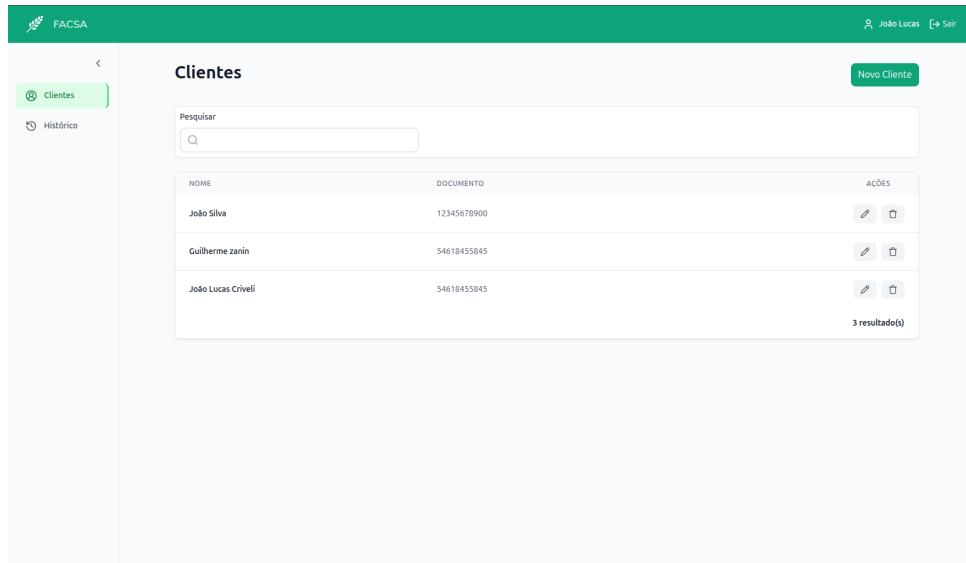 FACSA
João Lucas
Sair
Clientes
Histórico
Clientes
Novo Cliente
Pesquisar
NOME DOCUMENTO AÇÕES
João Silva 12345678900
Guilherme zanin 54618455845
João Lucas Criveli 54618455845
3 resultado(s)